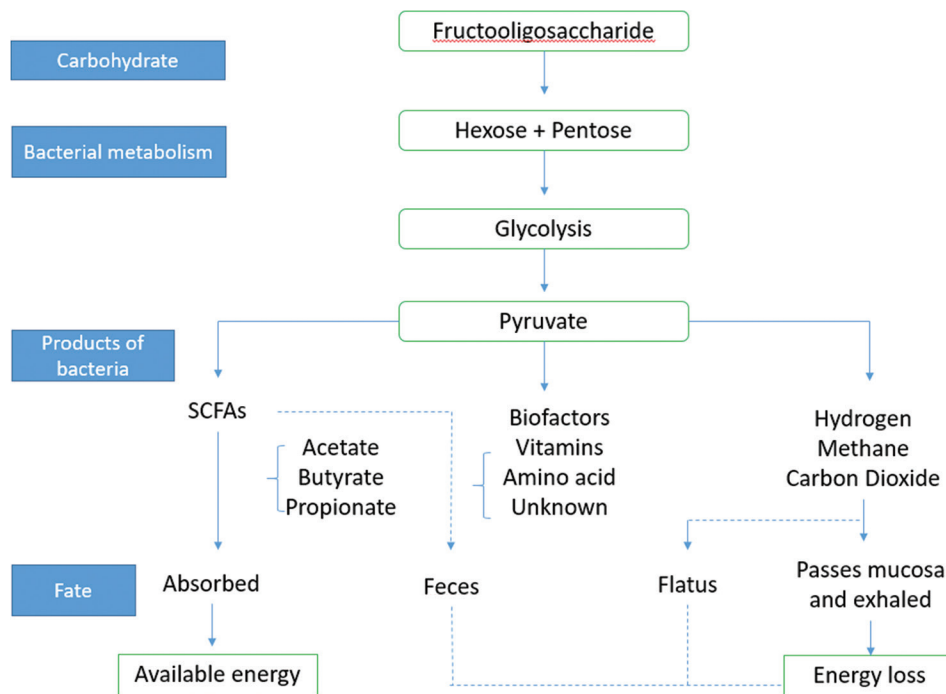 Fructooligosaccharide
Carbohydrate
Hexose + Pentose
Bacterial metabolism
Glycolysis
Pyruvate
Products of
bacteria
SCFAs
Acetate
Butyrate
Propionate
Biofactors
Vitamins
Amino acid
Unknown
Hydrogen
Methane
Carbon Dioxide
Fate
Absorbed
Feces
Flatus
Passes mucosa
and exhaled
Available energy
Energy loss